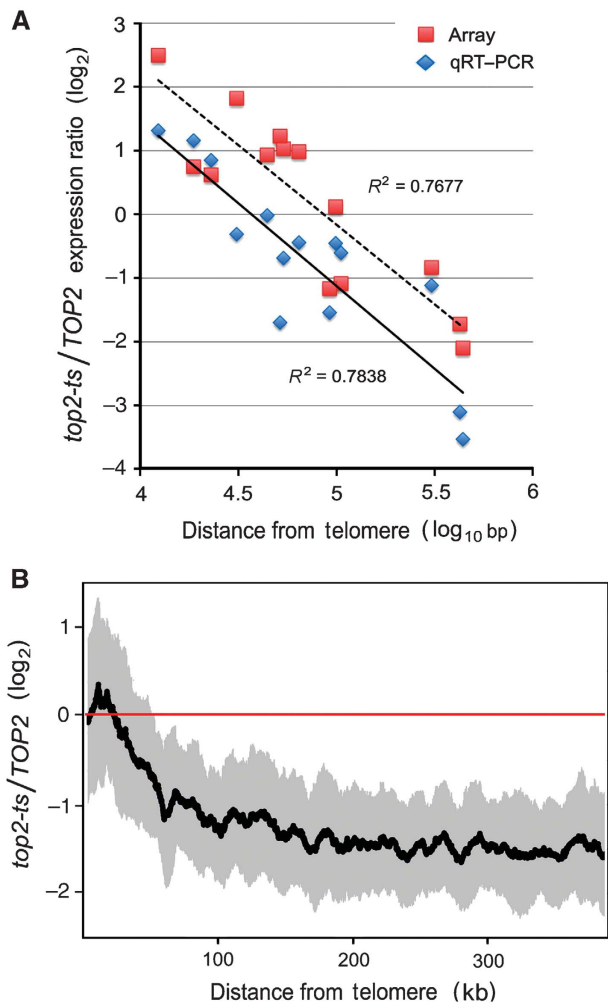 A
top2-ts/TOP2 expression ratio (log2)
3
2
1
0
–1
–2
–3
–4
Array
qRT–PCR
R² = 0.7677
R² = 0.7838
4
4.5
5
5.5
6
Distance from telomere (log10 bp)
B
top2-ts/TOP2 (log2)
1
0
–1
–2
100
200
300
Distance from telomere (kb)